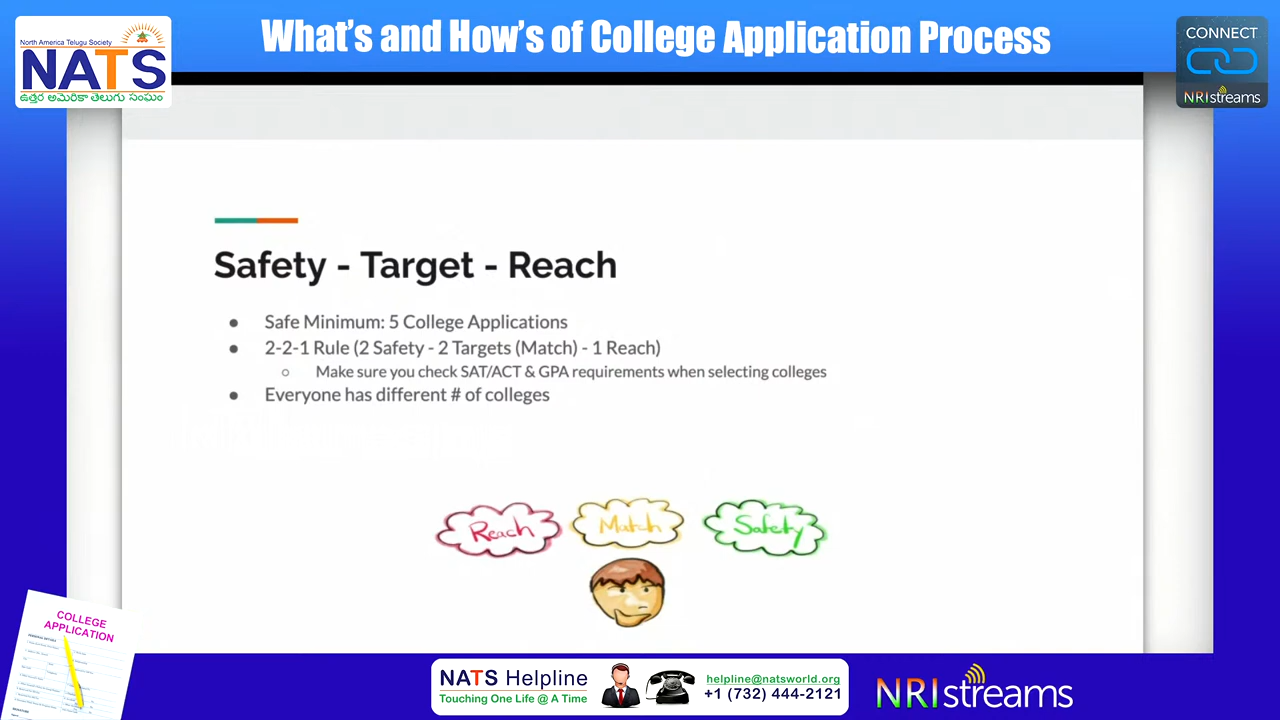 What's and How's of College Application Process
North America Telugu Society
NATS
ఉత్తర అమెరికా తెలుగు సంఘం
CONNECT
NRIstreams
Safety - Target - Reach
Safe Minimum: 5 College Applications
2-2-1 Rule (2 Safety - 2 Targets (Match) - 1 Reach)
Make sure you check SAT/ACT & GPA requirements when selecting colleges
Everyone has different # of colleges
Reach
Match
Safety
COLLEGE
APPLICATION
NATS Helpline
Touching One Life @ A Time
helpline@natsworld.org
+1 (732) 444-2121
NRIstreams